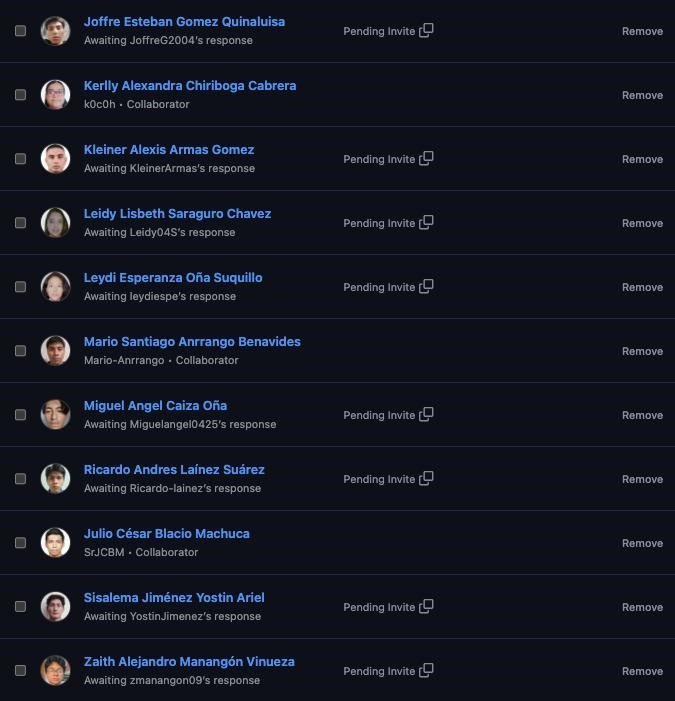 Joffre Esteban Gomez Quinaluisa
Awaiting JoffreG2004's response
Pending Invite
Remove
Kerlly Alexandra Chiriboga Cabrera
k0c0h • Collaborator
Remove
Kleiner Alexis Armas Gomez
Awaiting KleinerArmas's response
Pending Invite
Remove
Leidy Lisbeth Saraguro Chavez
Awaiting Leidy04S's response
Pending Invite
Remove
Leydi Esperanza Oña Suquillo
Awaiting leydiespe's response
Pending Invite
Remove
Mario Santiago Anrrango Benavides
Mario-Anrrango • Collaborator
Remove
Miguel Angel Caiza Oña
Awaiting Miguelangel0425's response
Pending Invite
Remove
Ricardo Andres Laínez Suárez
Awaiting Ricardo-lainez's response
Pending Invite
Remove
Julio César Blacio Machuca
SrJCBM • Collaborator
Remove
Sisalema Jiménez Yostin Ariel
Awaiting YostinJimenez's response
Pending Invite
Remove
Zaith Alejandro Manangón Vinueza
Awaiting zmanangon09's response
Pending Invite
Remove